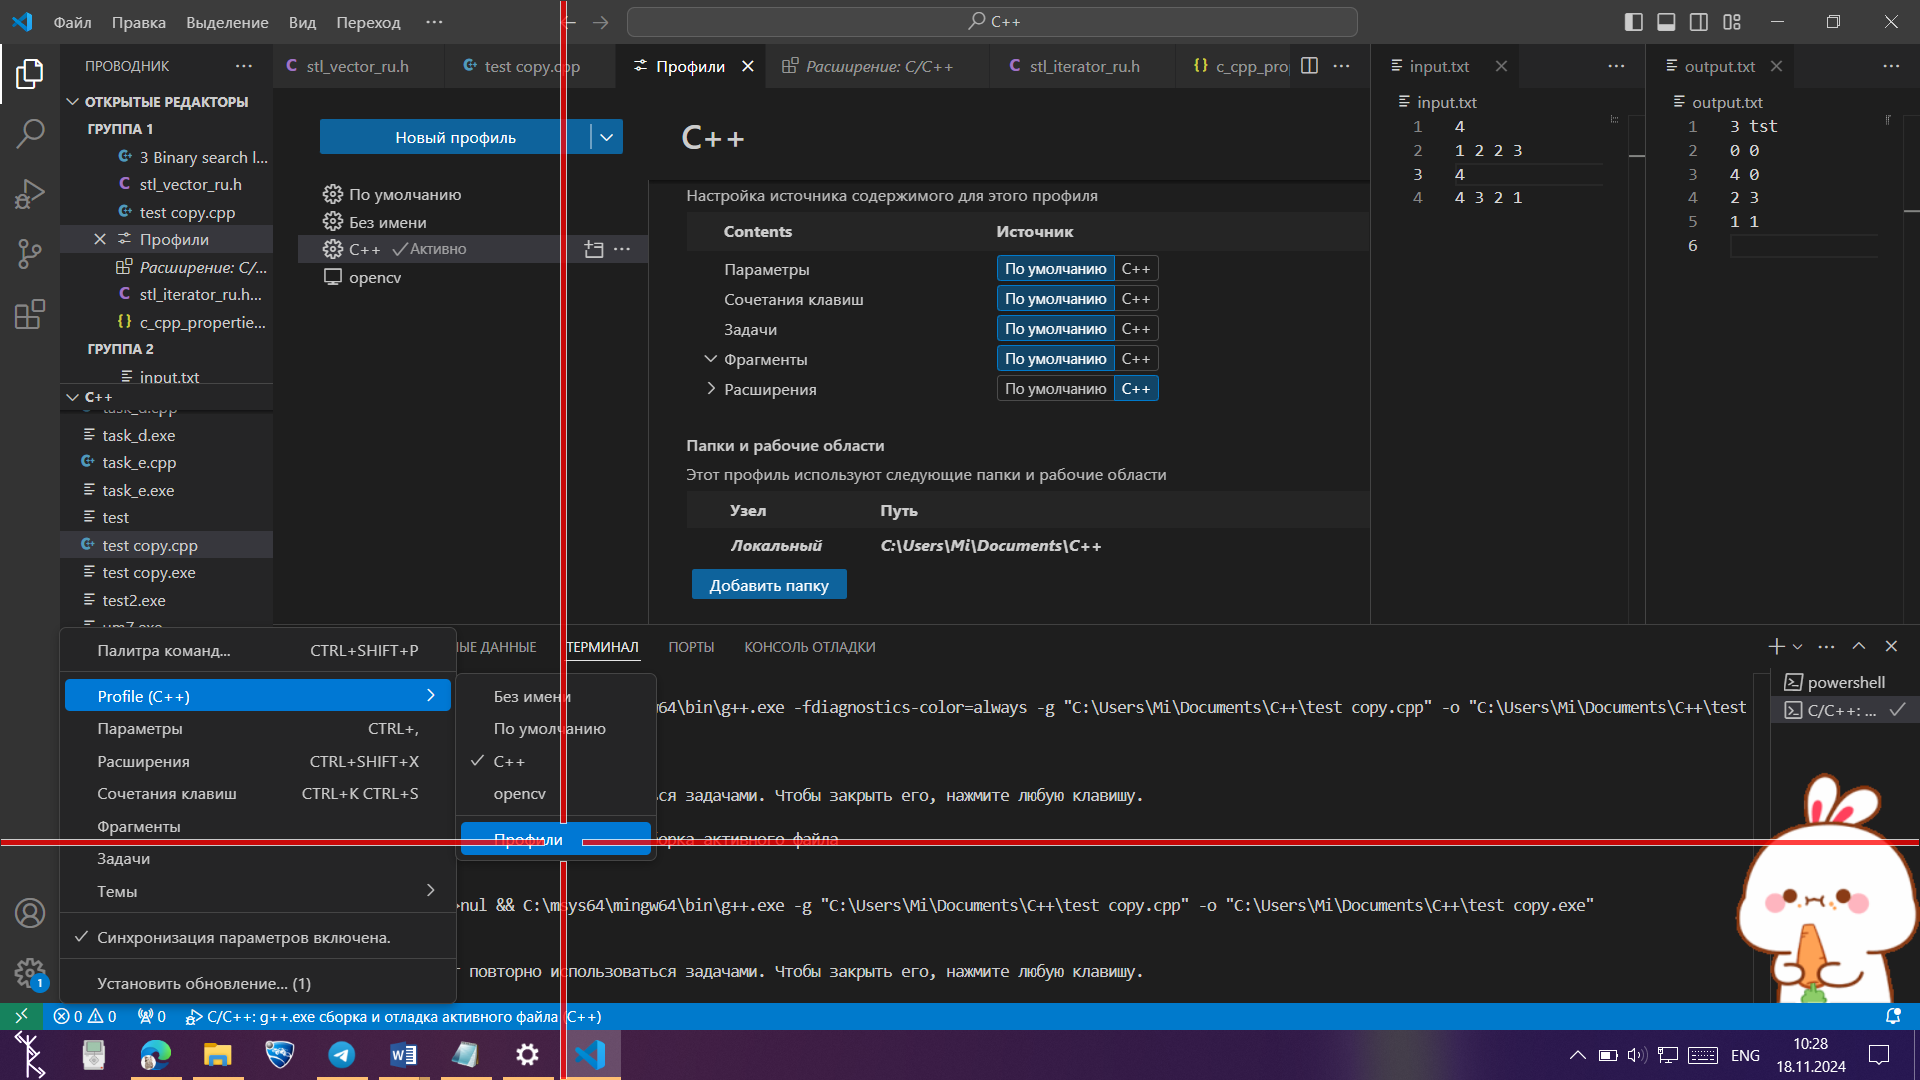 Файл Правка Выделение Вид Переход ··· C++
ПРОВОДНИК ···
ОТКРЫТЫЕ РЕДАКТОРЫ
ГРУППА 1
3 Binary search l...
stl_vector_ru.h
test copy.cpp
Профили
Расширение: C/...
stl_iterator_ru.h...
c_cpp_propertie...
ГРУППА 2
input.txt
C++
task_d.cpp
task_d.exe
task_e.cpp
task_e.exe
test
test copy.cpp
test copy.exe
test2.exe
stl_vector_ru.h test copy.cpp Профили Расширение: C/C++ stl_iterator_ru.h c_cpp_pro
Новый профиль
По умолчанию
Без имени
C++ Активно
opencv
C++
Настройка источника содержимого для этого профиля
Contents Источник
Параметры По умолчанию C++
Сочетания клавиш По умолчанию C++
Задачи По умолчанию C++
Фрагменты По умолчанию C++
Расширения По умолчанию C++
Папки и рабочие области
Этот профиль используют следующие папки и рабочие области
Узел Путь
Локальный C:\Users\Mi\Documents\C++
Добавить папку
input.txt
input.txt
1 4
2 1 2 2 3
3 4
4 4 3 2 1
output.txt
output.txt
1 3 tst
2 0 0
3 4 0
4 2 3
5 1 1
6
ЫЕ ДАННЫЕ ТЕРМИНАЛ ПОРТЫ КОНСОЛЬ ОТЛАДКИ
w64\bin\g++.exe -fdiagnostics-color=always -g "C:\Users\Mi\Documents\C++\test copy.cpp" -o "C:\Users\Mi\Documents\C++\test
ся задачами. Чтобы закрыть его, нажмите любую клавишу.
орка активного файла
>nul && C:\msys64\mingw64\bin\g++.exe -g "C:\Users\Mi\Documents\C++\test copy.cpp" -o "C:\Users\Mi\Documents\C++\test copy.exe"
т повторно использоваться задачами. Чтобы закрыть его, нажмите любую клавишу.
powershell
C/C++: ...
Палитра команд... CTRL+SHIFT+P
Profile (C++)
Параметры CTRL+,
Расширения CTRL+SHIFT+X
Сочетания клавиш CTRL+K CTRL+S
Фрагменты
Задачи
Темы
Синхронизация параметров включена.
Установить обновление... (1)
Без имени
По умолчанию
C++
opencv
Профили
1
0 0 0 C/C++: g++.exe сборка и отладка активного файла (C++)
ENG
10:28
18.11.2024